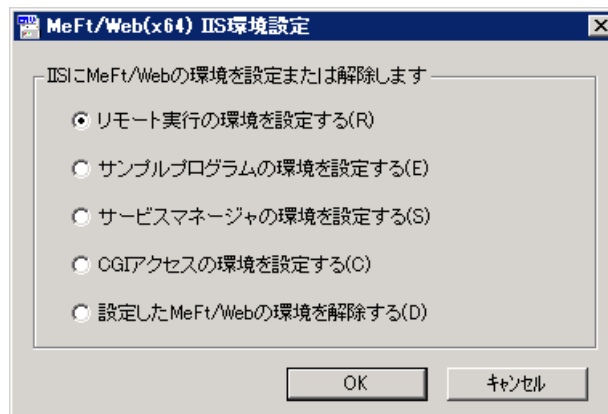 MeFt/Web(x64) IIS環境設定
IISにMeFt/Webの環境を設定または解除します
リモート実行の環境を設定する(R)
サンプルプログラムの環境を設定する(E)
サービスマネージャの環境を設定する(S)
CGIアクセスの環境を設定する(C)
設定したMeFt/Webの環境を解除する(D)
OK
キャンセル